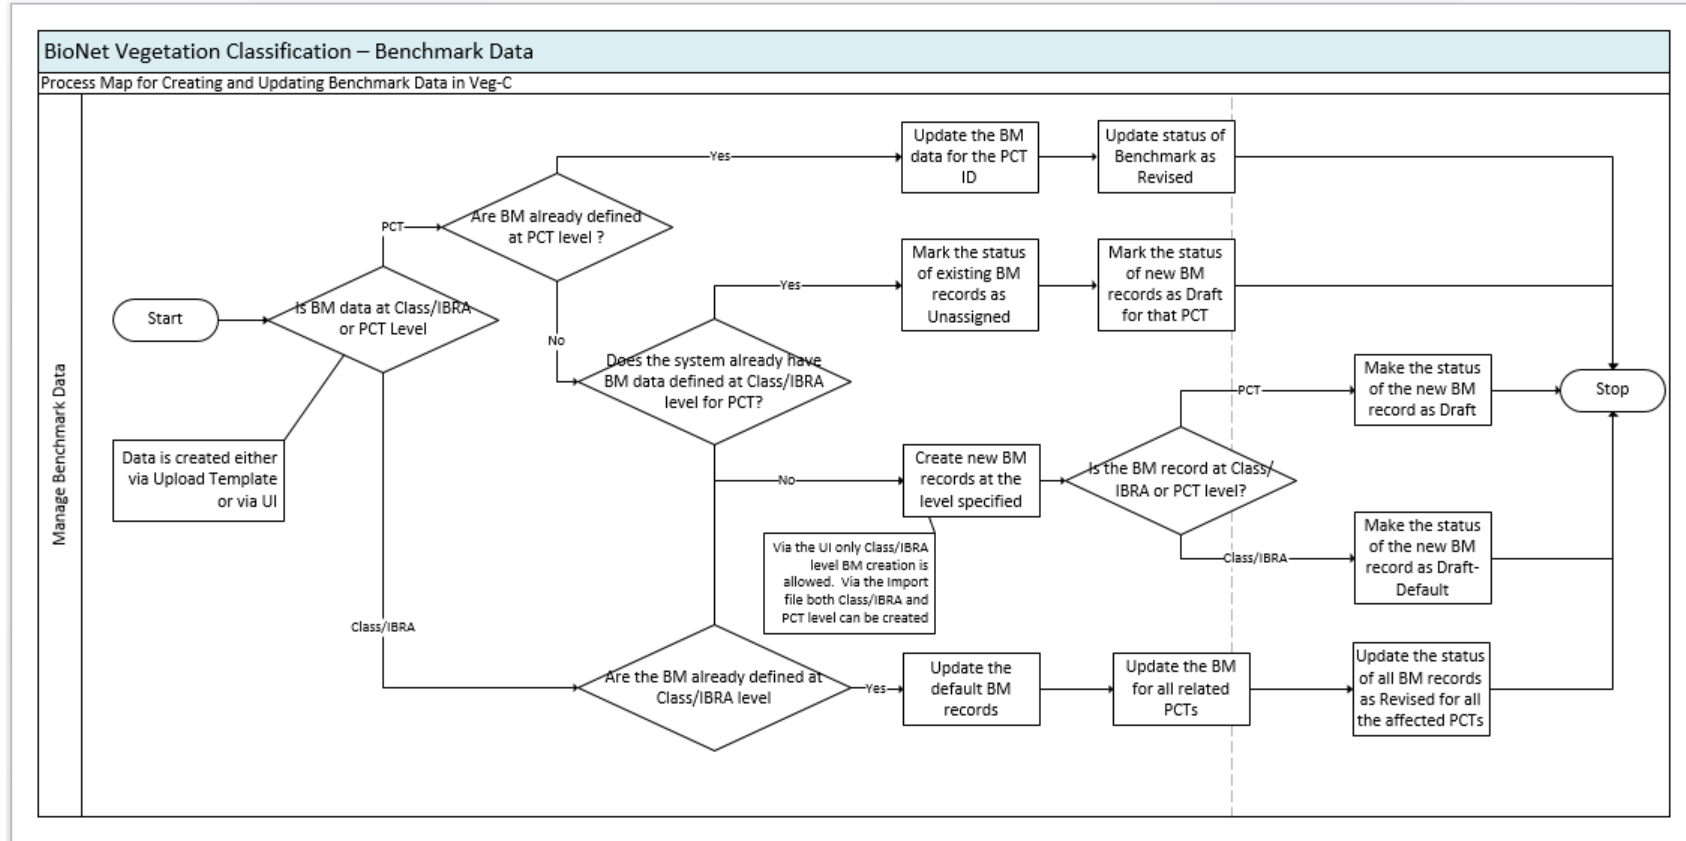 BioNet Vegetation Classification – Benchmark Data
Process Map for Creating and Updating Benchmark Data in Veg-C
Manage Benchmark Data
Start
Is BM data at Class/IBRA
or PCT Level
Data is created either
via Upload Template
or via UI
PCT
Are BM already defined
at PCT level ?
Yes
Update the BM
data for the PCT
ID
Update status of
Benchmark as
Revised
No
Does the system already have
BM data defined at Class/IBRA
level for PCT?
Yes
Mark the status
of existing BM
records as
Unassigned
Mark the status
of new BM
records as Draft
for that PCT
No
Create new BM
records at the
level specified
Via the UI only Class/IBRA
level BM creation is
allowed. Via the Import
file both Class/IBRA and
PCT level can be created
Is the BM record at Class/
IBRA or PCT level?
PCT
Make the status
of the new BM
record as Draft
Stop
Class/IBRA
Make the status
of the new BM
record as Draft-
Default
Class/IBRA
Are the BM already defined at
Class/IBRA level
Yes
Update the
default BM
records
Update the BM
for all related
PCTs
Update the status
of all BM records
as Revised for all
the affected PCTs